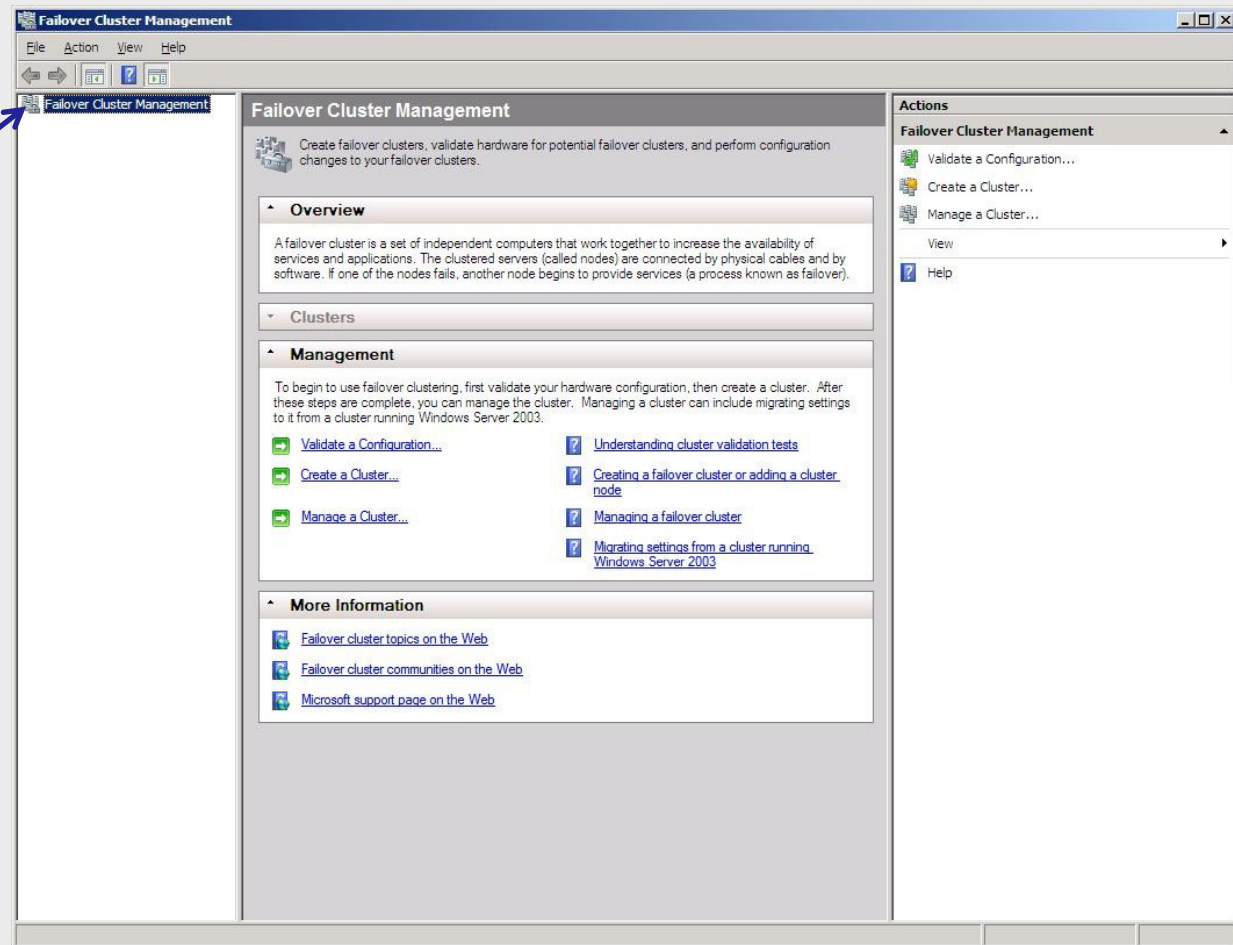 Failover Cluster Management
File Action View Help
Failover Cluster Management
Failover Cluster Management
Create failover clusters, validate hardware for potential failover clusters, and perform configuration
changes to your failover clusters.
Overview
A failover cluster is a set of independent computers that work together to increase the availability of
services and applications. The clustered servers (called nodes) are connected by physical cables and by
software. If one of the nodes fails, another node begins to provide services (a process known as failover).
Clusters
Management
To begin to use failover clustering, first validate your hardware configuration, then create a cluster. After
these steps are complete, you can manage the cluster. Managing a cluster can include migrating settings
to it from a cluster running Windows Server 2003.
Validate a Configuration...
Understanding cluster validation tests
Create a Cluster...
Creating a failover cluster or adding a cluster
node
Manage a Cluster...
Managing a failover cluster
Migrating settings from a cluster running
Windows Server 2003
More Information
Failover cluster topics on the Web
Failover cluster communities on the Web
Microsoft support page on the Web
Actions
Failover Cluster Management
Validate a Configuration...
Create a Cluster...
Manage a Cluster...
View
Help